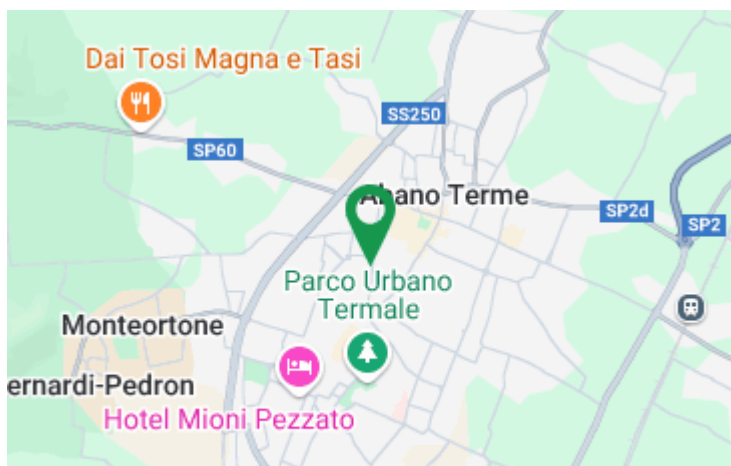 Dai Tosi Magna e Tasi
SS250
SP60
Abano Terme
SP2d
SP2
Parco Urbano
Termale
Monteortone
ernardi-Pedron
Hotel Mioni Pezzato